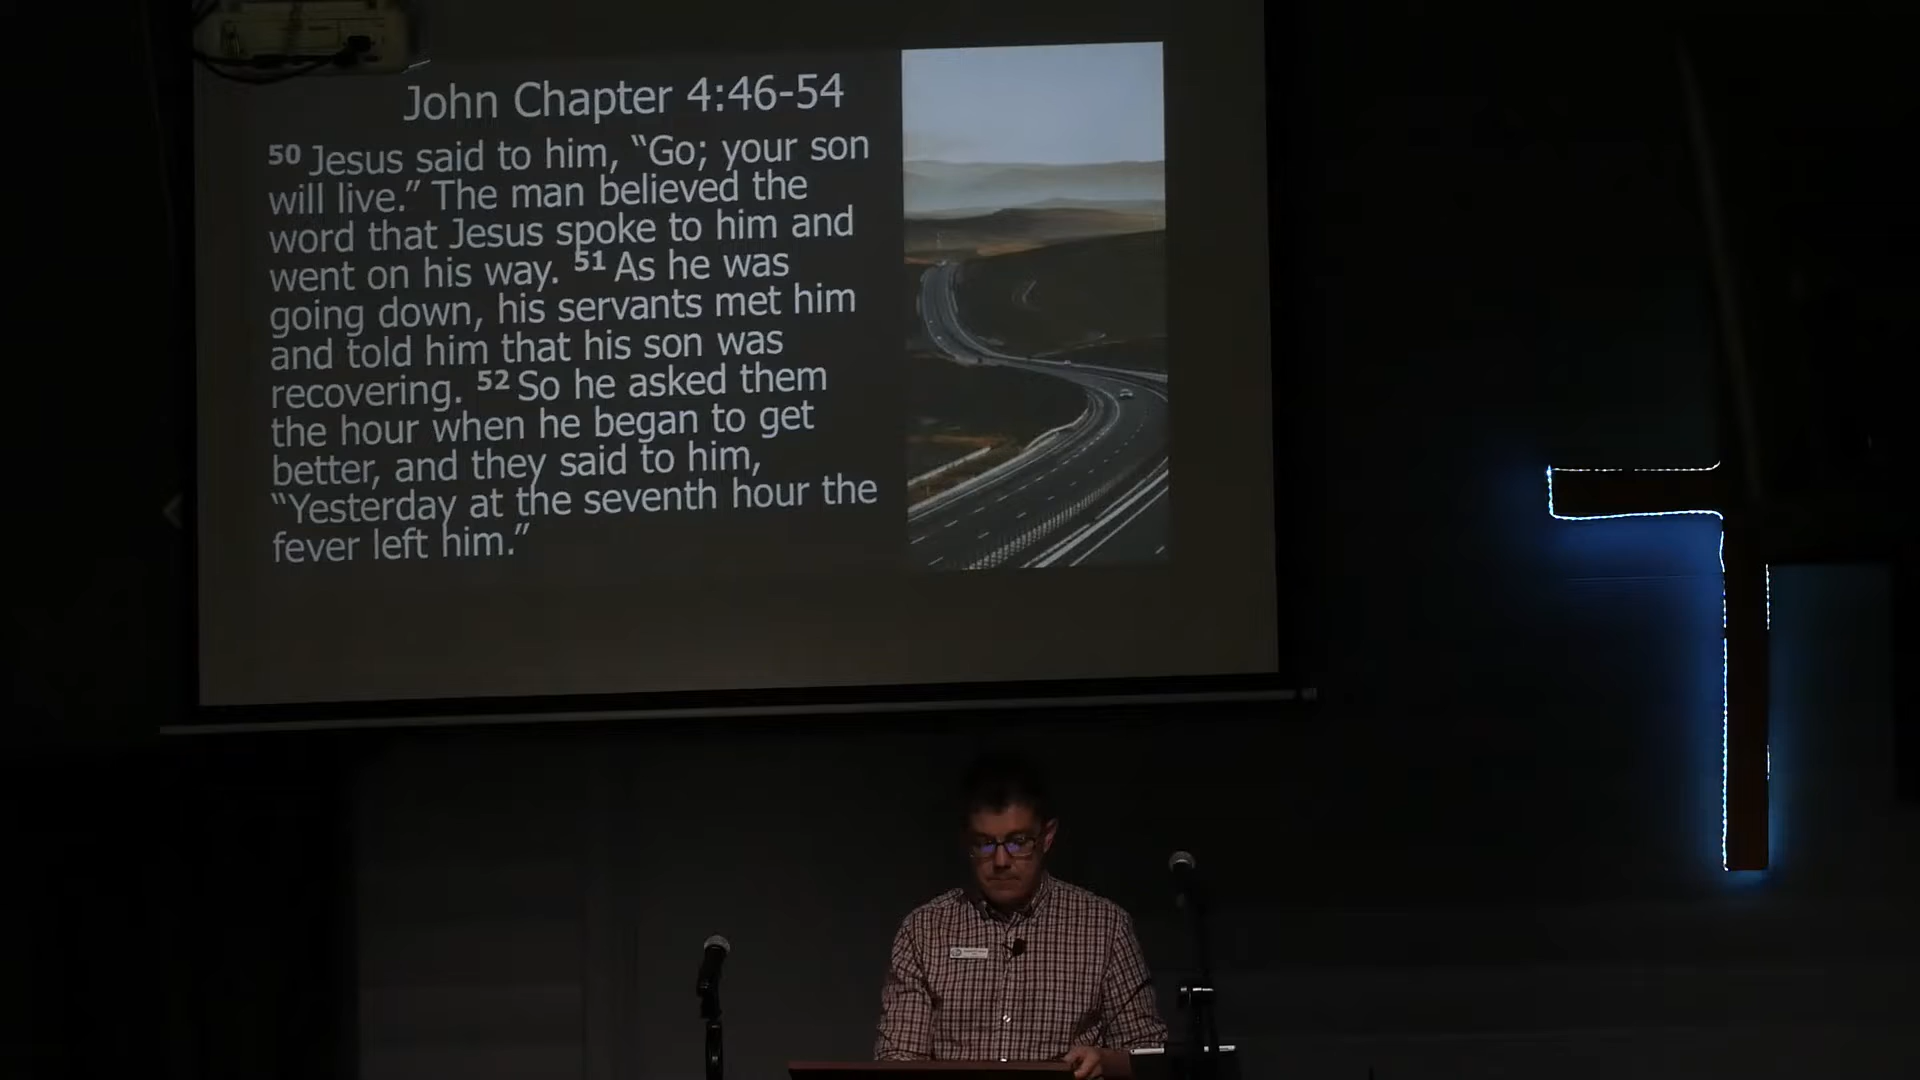 John Chapter 4:46-54
50 Jesus said to him, “Go; your son
will live.” The man believed the
word that Jesus spoke to him and
went on his way. 51 As he was
going down, his servants met him
and told him that his son was
recovering. 52 So he asked them
the hour when he began to get
better, and they said to him,
“Yesterday at the seventh hour the
fever left him.”